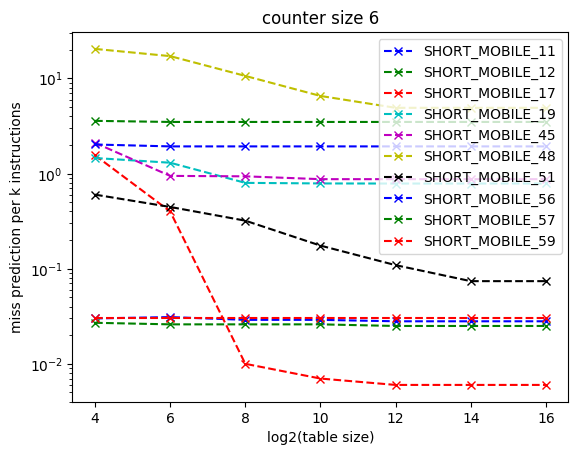 counter size 6
miss prediction per k instructions
10¹
10⁰
10⁻¹
10⁻²
SHORT_MOBILE_11
SHORT_MOBILE_12
SHORT_MOBILE_17
SHORT_MOBILE_19
SHORT_MOBILE_45
SHORT_MOBILE_48
SHORT_MOBILE_51
SHORT_MOBILE_56
SHORT_MOBILE_57
SHORT_MOBILE_59
4 6 8 10 12 14 16
log2(table size)